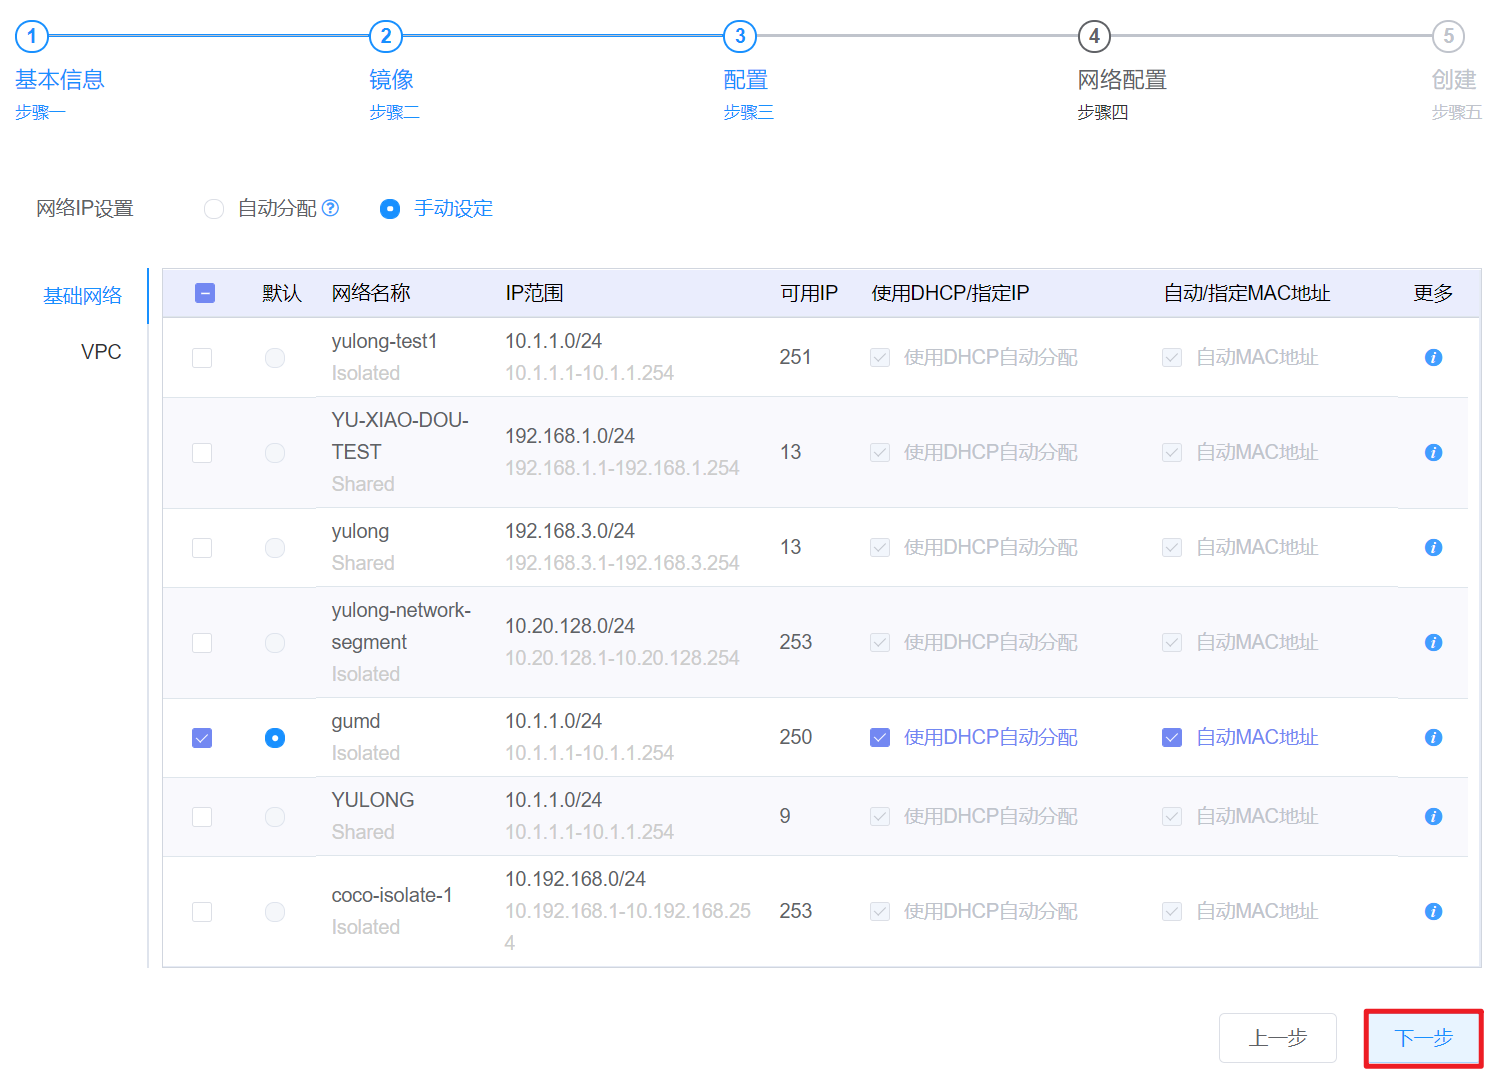 1 2 3 4 5
基本信息 镜像 配置 网络配置 创建
步骤一 步骤二 步骤三 步骤四 步骤五
网络IP设置 自动分配 ? 手动设定
基础网络
VPC
默认 网络名称 IP范围 可用IP 使用DHCP/指定IP 自动/指定MAC地址 更多
yulong-test1 10.1.1.0/24
Isolated 10.1.1.1-10.1.1.254
251 使用DHCP自动分配 自动MAC地址 i
YU-XIAO-DOU-
TEST
Shared
192.168.1.0/24
192.168.1.1-192.168.1.254
13 使用DHCP自动分配 自动MAC地址 i
yulong 192.168.3.0/24
Shared 192.168.3.1-192.168.3.254
13 使用DHCP自动分配 自动MAC地址 i
yulong-network-
segment
Isolated
10.20.128.0/24
10.20.128.1-10.20.128.254
253 使用DHCP自动分配 自动MAC地址 i
gumd 10.1.1.0/24
Isolated 10.1.1.1-10.1.1.254
250 使用DHCP自动分配 自动MAC地址 i
YULONG 10.1.1.0/24
Shared 10.1.1.1-10.1.1.254
9 使用DHCP自动分配 自动MAC地址 i
coco-isolate-1
Isolated
10.192.168.0/24
10.192.168.1-10.192.168.25
4
253 使用DHCP自动分配 自动MAC地址 i
上一步 下一步